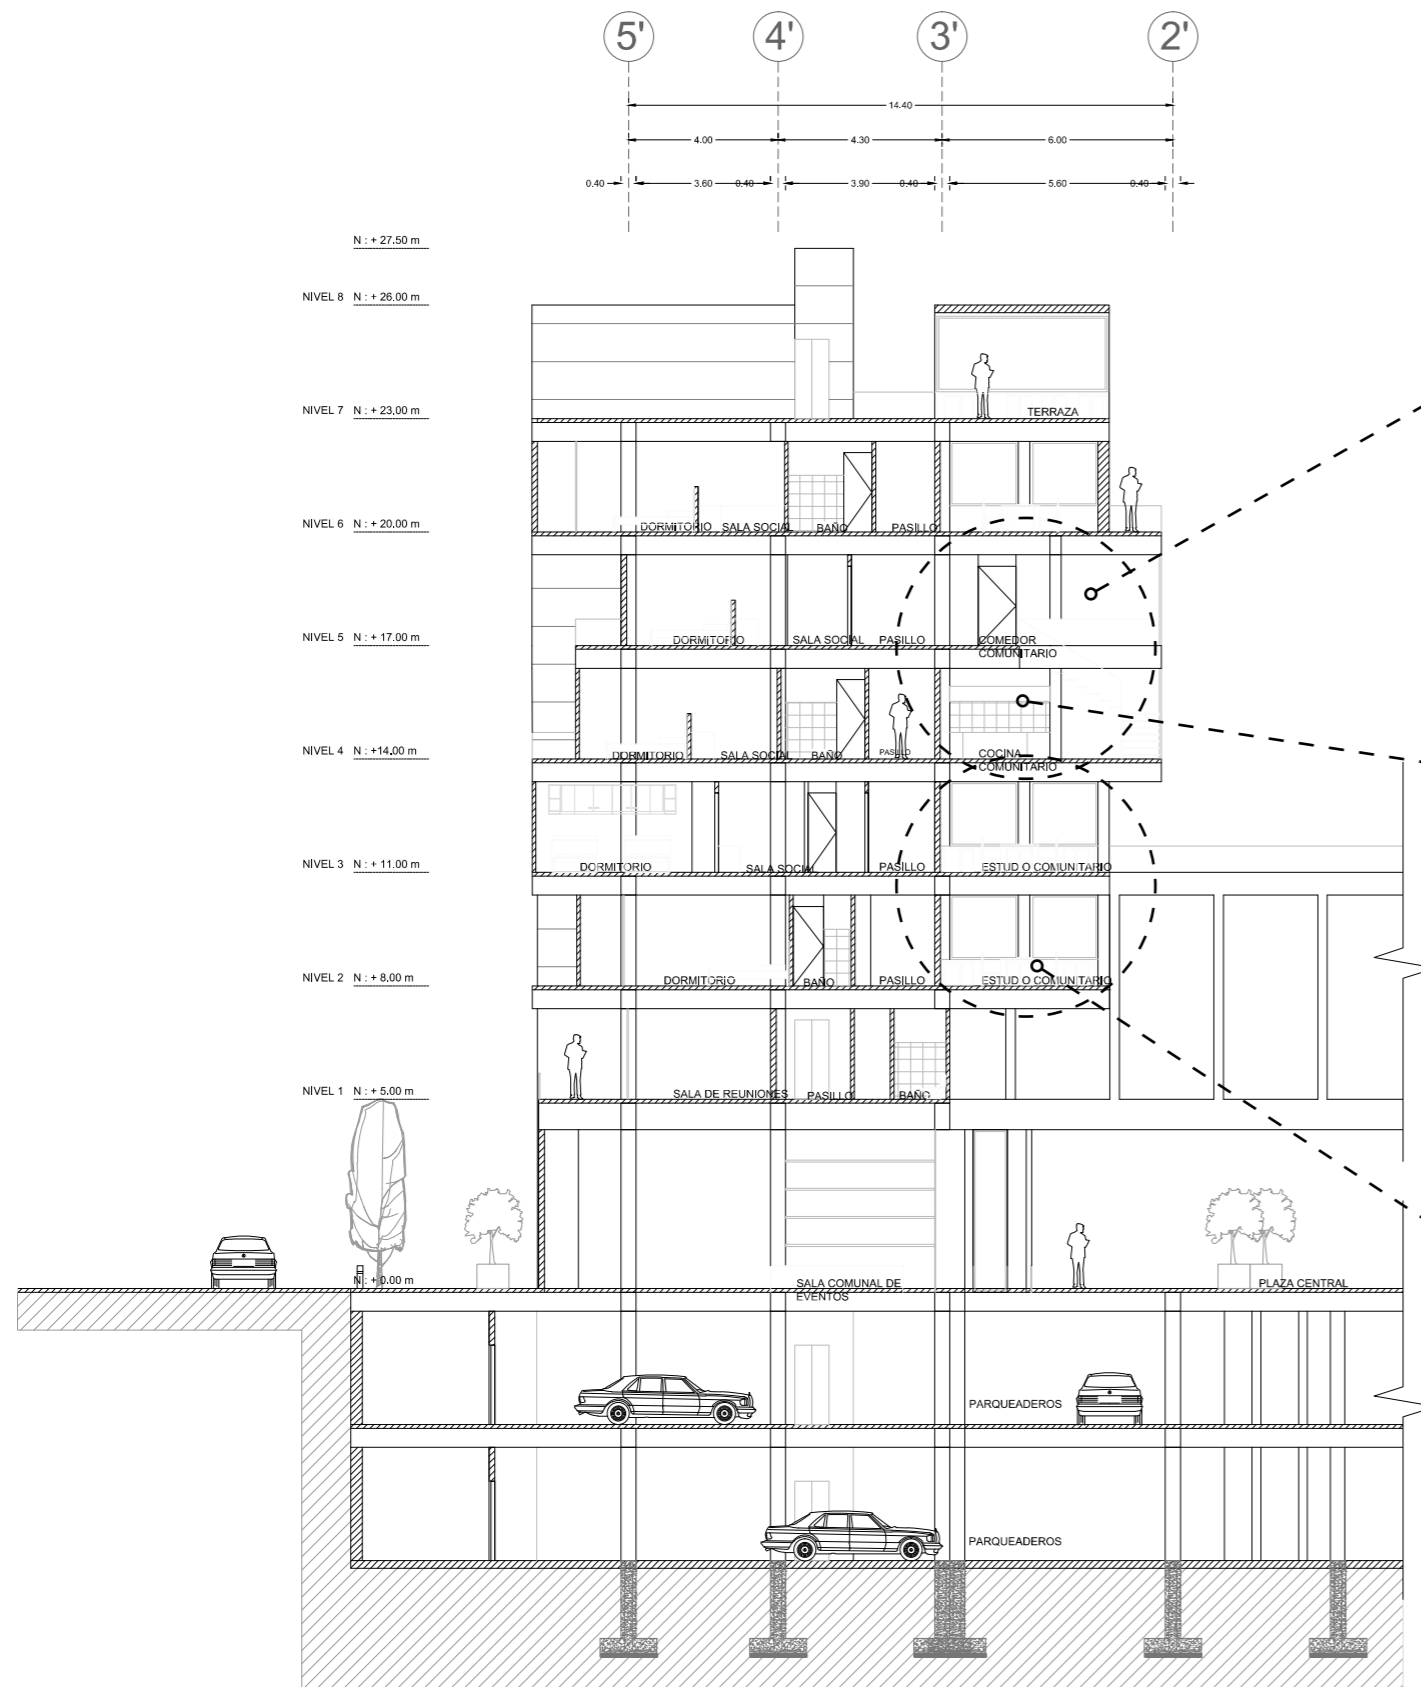 5' 4' 3' 2'
14.40
4.00 4.30 6.00
0.40 3.60 0.40 3.90 0.40 5.60 0.40
N : + 27.50 m
NIVEL 8 N : + 26.00 m
NIVEL 7 N : + 23.00 m
TERRAZA
NIVEL 6 N : + 20.00 m
DORMITORIO SALA SOCIAL BAÑO PASILLO
NIVEL 5 N : + 17.00 m
DORMITORIO SALA SOCIAL PASILLO COMEDOR
COMUNITARIO
NIVEL 4 N : +14.00 m
DORMITORIO SALA SOCIAL BAÑO PASILLO COCINA
COMUNITARIO
NIVEL 3 N : + 11.00 m
DORMITORIO SALA SOCIAL PASILLO ESTUDIO COMUNITARIO
NIVEL 2 N : + 8.00 m
DORMITORIO BAÑO PASILLO ESTUDIO COMUNITARIO
NIVEL 1 N : + 5.00 m
SALA DE REUNIONES PASILLO BAÑO
N : + 0.00 m
SALA COMUNAL DE
EVENTOS
PLAZA CENTRAL
PARQUEADEROS
PARQUEADEROS